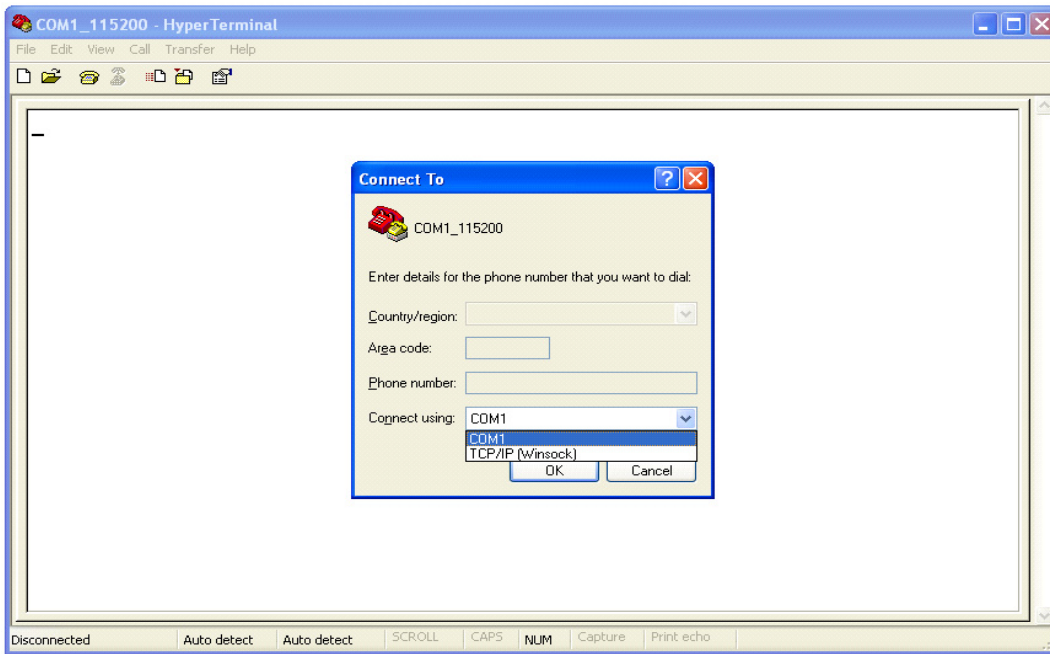 COM1_115200 - HyperTerminal
File Edit View Call Transfer Help
Connect To
COM1_115200
Enter details for the phone number that you want to dial:
Country/region:
Area code:
Phone number:
Connect using: COM1
COM1
TCP/IP (Winsock)
OK Cancel
Disconnected Auto detect Auto detect SCROLL CAPS NUM Capture Print echo